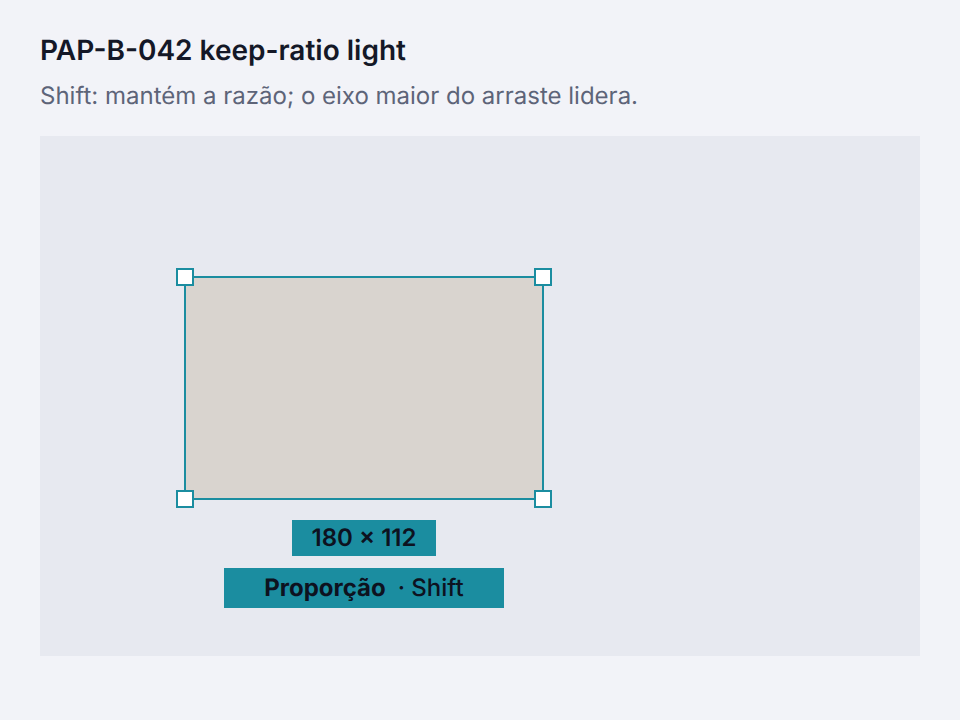 PAP-B-042 keep-ratio light
Shift: mantém a razão; o eixo maior do arraste lidera.
180 × 112
Proporção · Shift